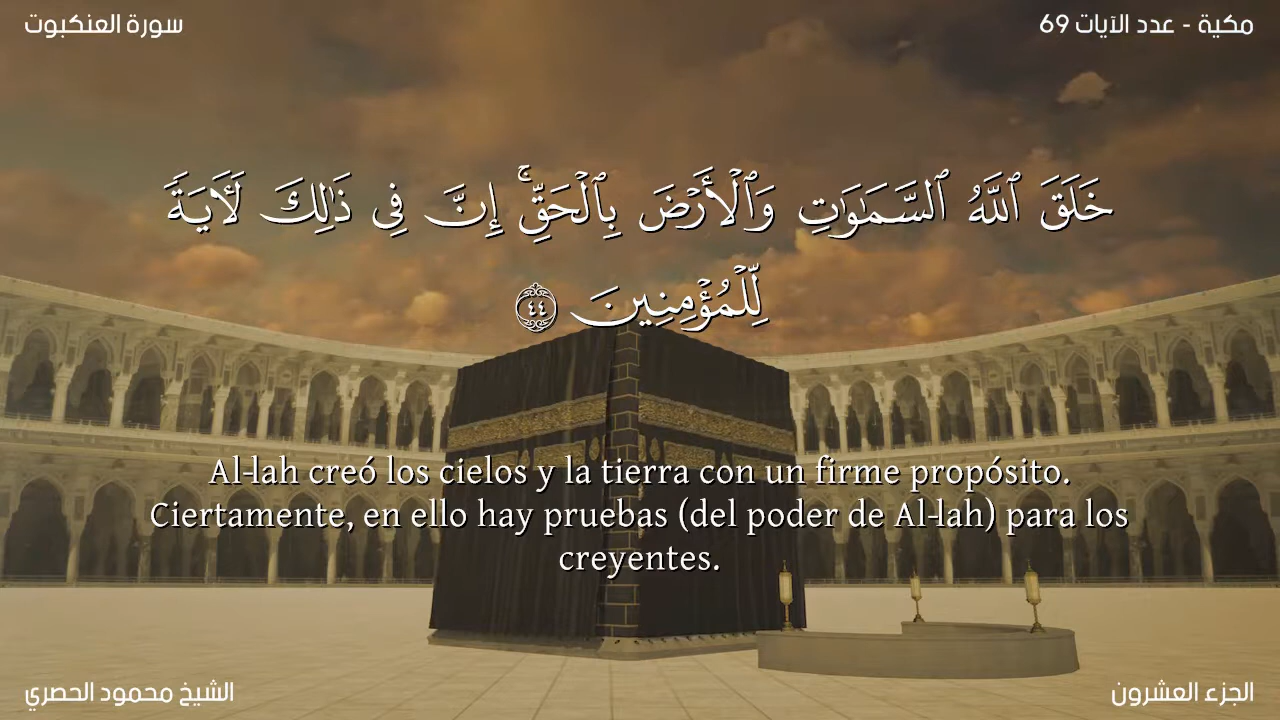 سورة العنكبوت
مكية - عدد الآيات 69
خَلَقَ ٱللَّهُ ٱلسَّمَـٰوَٰتِ وَٱلْأَرْضَ بِٱلْحَقِّ ۚ إِنَّ فِى ذَٰلِكَ لَـَٔايَةً
لِّلْمُؤْمِنِينَ ٤٤
Al-lah creó los cielos y la tierra con un firme propósito.
Ciertamente, en ello hay pruebas (del poder de Al-lah) para los
creyentes.
الشيخ محمود الحصري
الجزء العشرون